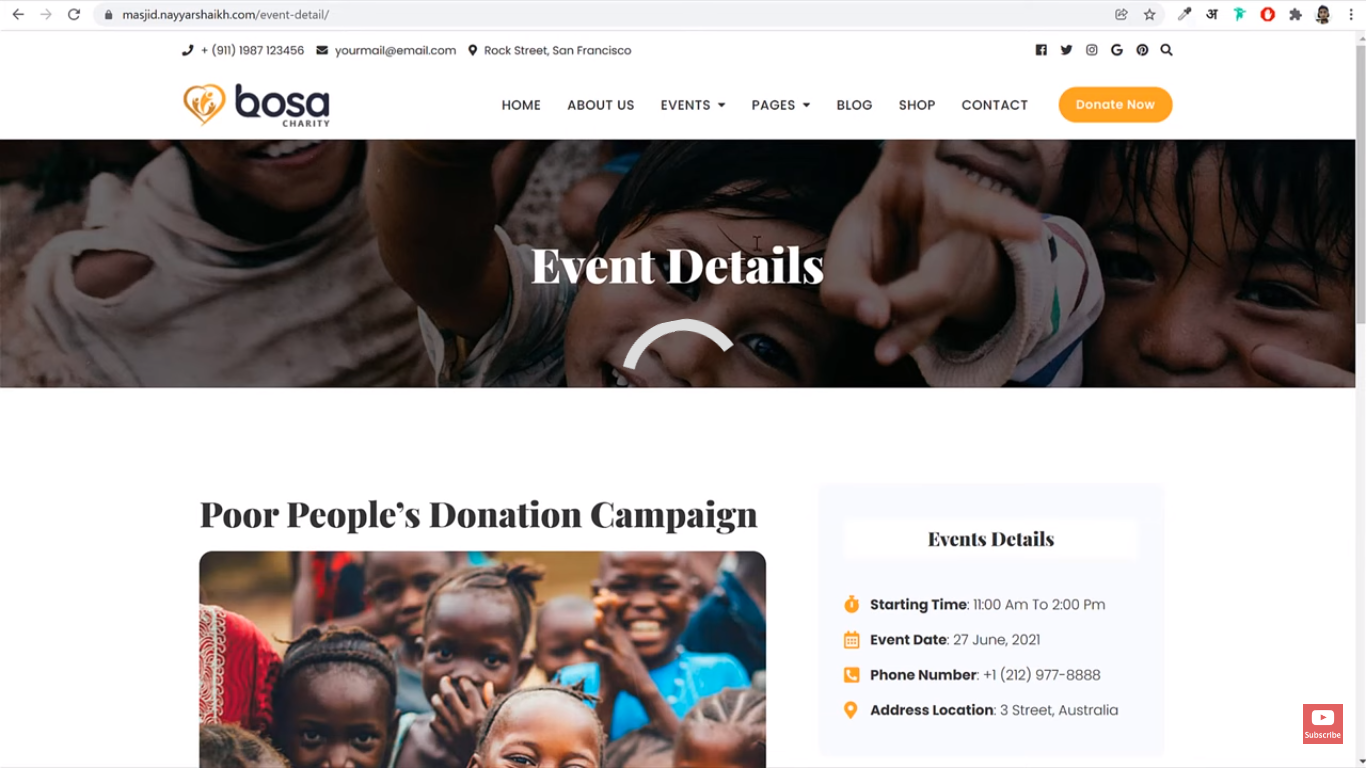 masjid.nayyarshaikh.com/event-detail/
अ
+ (911) 1987 123456 yourmail@email.com Rock Street, San Francisco
bosa
CHARITY
HOME ABOUT US EVENTS PAGES BLOG SHOP CONTACT Donate Now
Event Details
Poor People's Donation Campaign
Events Details
Starting Time: 11:00 Am To 2:00 Pm
Event Date: 27 June, 2021
Phone Number: +1 (212) 977-8888
Address Location: 3 Street, Australia
Subscribe